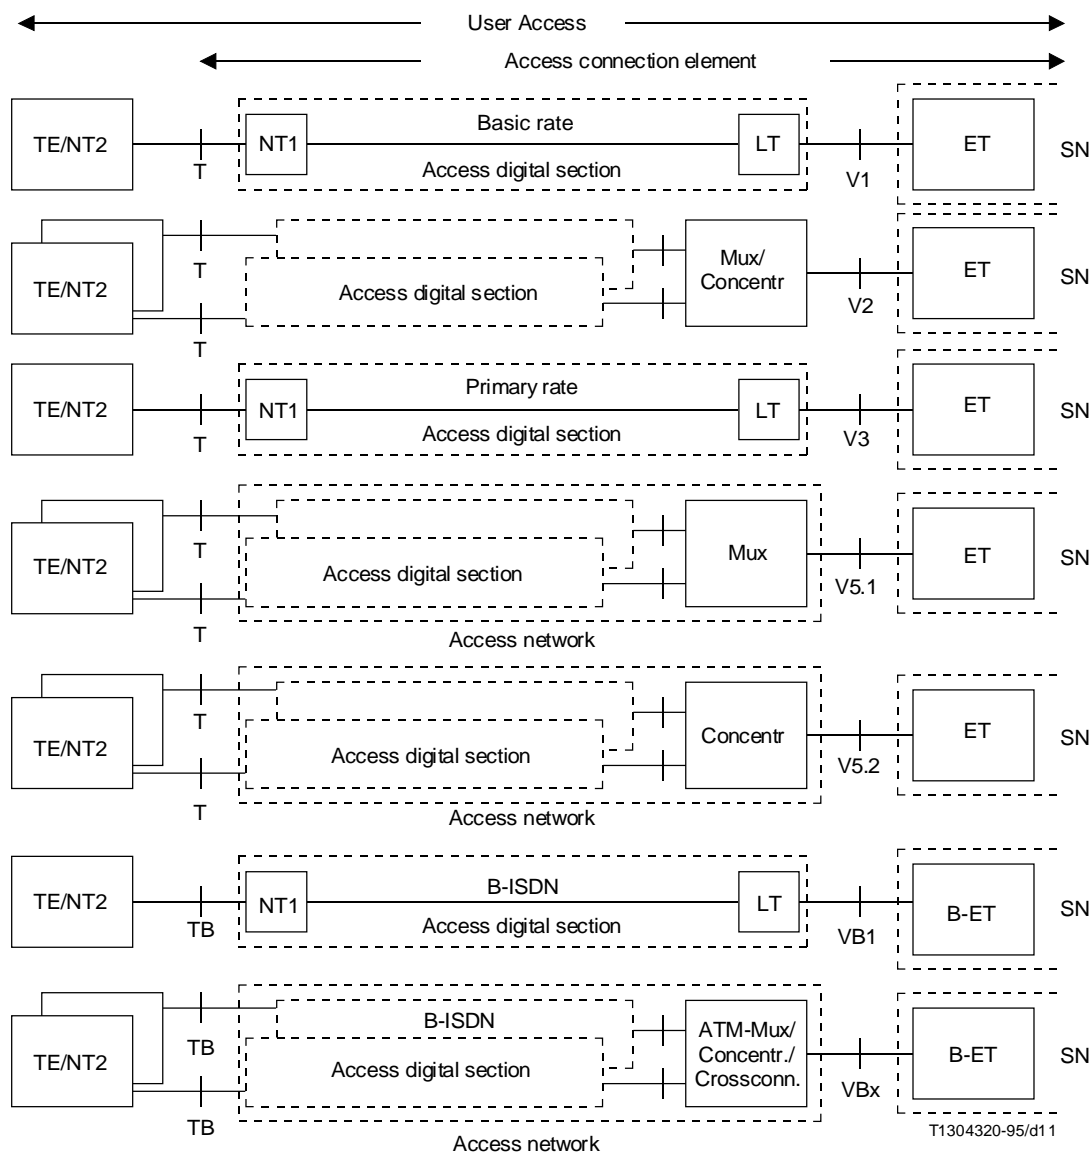 User Access
Access connection element
TE/NT2
T
NT1
Basic rate
Access digital section
LT
V1
ET
SN
TE/NT2
T
T
Access digital section
Mux/
Concentr
V2
ET
SN
TE/NT2
T
NT1
Primary rate
Access digital section
LT
V3
ET
SN
TE/NT2
T
T
Access digital section
Mux
Access network
V5.1
ET
SN
TE/NT2
T
T
Access digital section
Concentr
Access network
V5.2
ET
SN
TE/NT2
TB
NT1
B-ISDN
Access digital section
LT
VB1
B-ET
SN
TE/NT2
TB
TB
B-ISDN
Access digital section
ATM-Mux/
Concentr./
Crossconn.
Access network
VBx
B-ET
SN
T1304320-95/d11